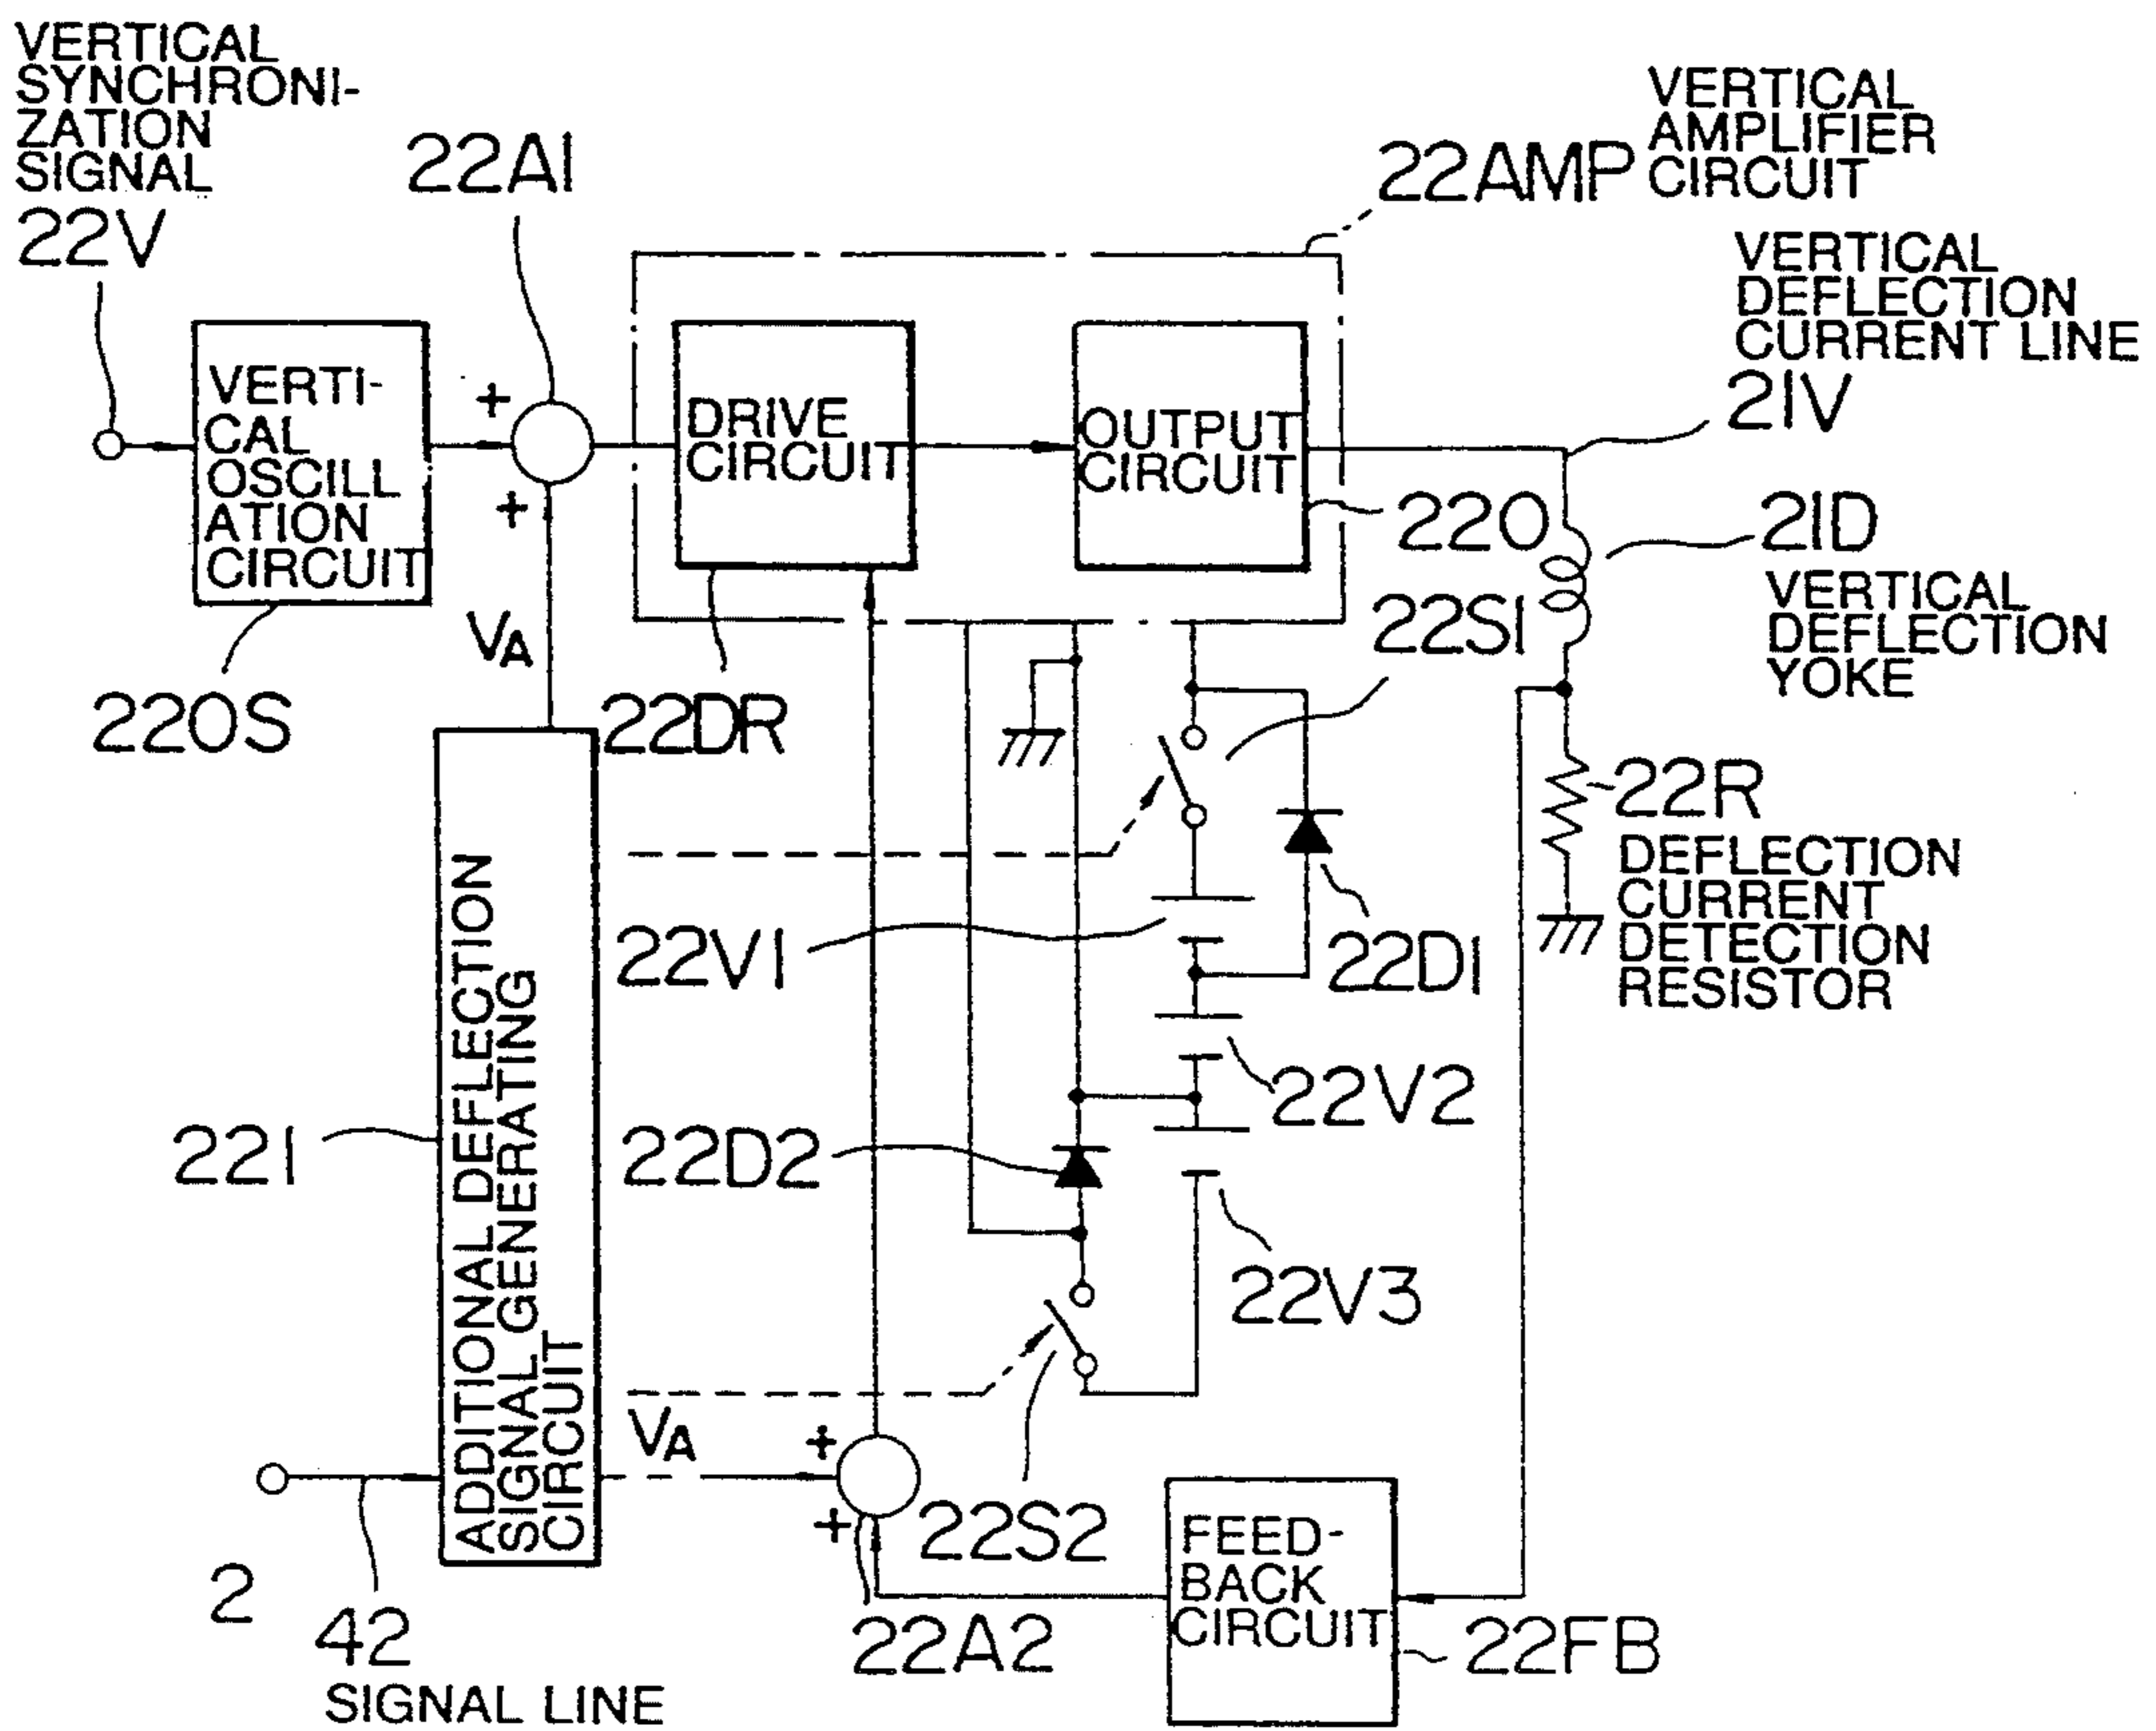 VERTICAL
SYNCHRONI-
ZATION
SIGNAL
22V
22A1
22AMP
VERTICAL
AMPLIFIER
CIRCUIT
VERTICAL
DEFLECTION
CURRENT LINE
21V
VERTI-
CAL
OSCILL
ATION
CIRCUIT
+
+
DRIVE
CIRCUIT
OUTPUT
CIRCUIT
22O
21D
VERTICAL
DEFLECTION
YOKE
22S1
VA
22OS
22DR
22R
DEFLECTION
CURRENT
DETECTION
RESISTOR
22V1
22D1
22V2
221
ADDITIONAL DEFLECTION
SIGNAL GENERATING
CIRCUIT
22D2
22V3
VA
+
+
22S2
2
42
SIGNAL LINE
22A2
FEED-
BACK
CIRCUIT
22FB